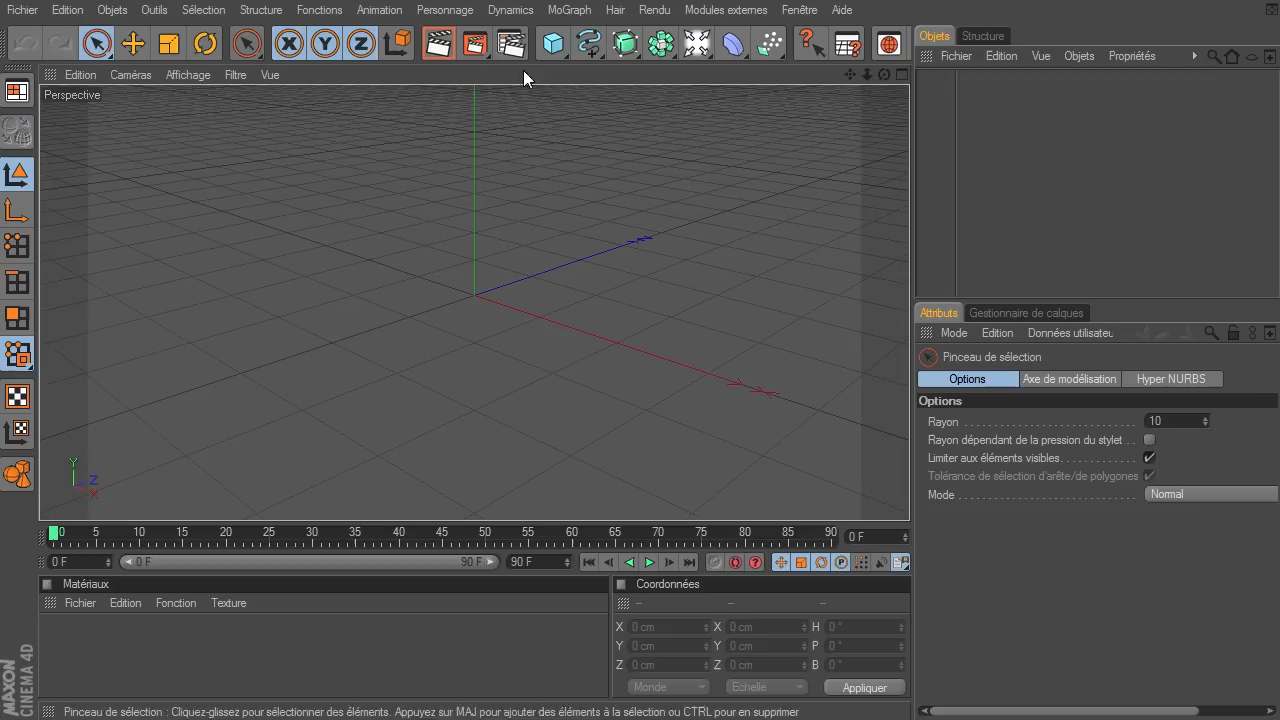 Fichier Edition Objets Outils Sélection Structure Fonctions Animation Personnage Dynamics MoGraph Hair Rendu Modules externes Fenêtre Aide
X Y Z
Objets Structure
Fichier Edition Vue Objets Propriétés
Edition Caméras Affichage Filtre Vue
Perspective
Y
Z
X
0 5 10 15 20 25 30 35 40 45 50 55 60 65 70 75 80 85 90 0 F
0 F 0 F 90 F 90 F
Matériaux
Fichier Edition Fonction Texture
Coordonnées
-- -- --
X 0 cm X 0 cm H 0 °
Y 0 cm Y 0 cm P 0 °
Z 0 cm Z 0 cm B 0 °
Monde Echelle Appliquer
MAXON
CINEMA 4D
Pinceau de sélection : Cliquez-glissez pour sélectionner des éléments. Appuyez sur MAJ pour ajouter des éléments à la sélection ou CTRL pour en supprimer
Attributs Gestionnaire de calques
Mode Edition Données utilisateu
Pinceau de sélection
Options Axe de modélisation Hyper NURBS
Options
Rayon 10
Rayon dépendant de la pression du stylet
Limiter aux éléments visibles
Tolérance de sélection d'arête/de polygones
Mode Normal